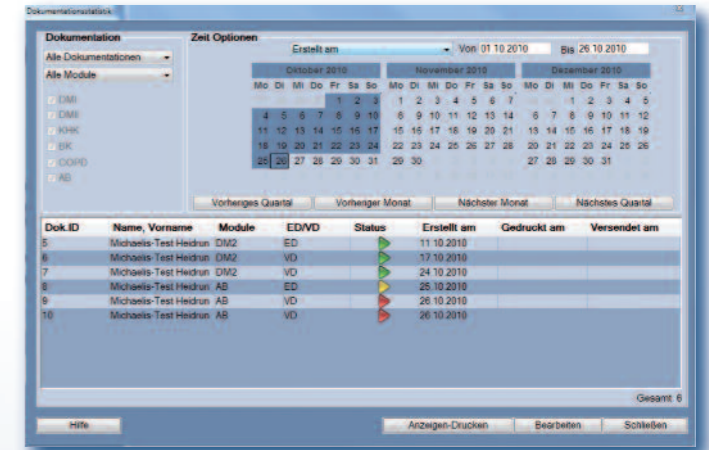 Dokumentationsstatistik
Dokumentation Zeit Optionen
Alle Dokumentationen Erstellt am Von 01.10.2010 Bis 26.10.2010
Alle Module
DMI
DMII
KHK
BK
COPD
AB
Oktober 2010
Mo Di Mi Do Fr Sa So
1 2 3
4 5 6 7 8 9 10
11 12 13 14 15 16 17
18 19 20 21 22 23 24
25 26 27 28 29 30 31
November 2010
Mo Di Mi Do Fr Sa So
1 2 3 4 5 6 7
8 9 10 11 12 13 14
15 16 17 18 19 20 21
22 23 24 25 26 27 28
29 30
Dezember 2010
Mo Di Mi Do Fr Sa So
1 2 3 4 5
6 7 8 9 10 11 12
13 14 15 16 17 18 19
20 21 22 23 24 25 26
27 28 29 30 31
Vorheriges Quartal Vorheriger Monat Nächster Monat Nächstes Quartal
Dok.ID Name, Vorname Module ED/VD Status Erstellt am Gedruckt am Versendet am
5 Michaelis-Test Heidrun DM2 ED 11.10.2010
6 Michaelis-Test Heidrun DM2 VD 17.10.2010
7 Michaelis-Test Heidrun DM2 VD 24.10.2010
8 Michaelis-Test Heidrun AB ED 25.10.2010
9 Michaelis-Test Heidrun AB VD 26.10.2010
10 Michaelis-Test Heidrun AB VD 26.10.2010
Gesamt: 6
Hilfe Anzeigen-Drucken Bearbeiten Schließen